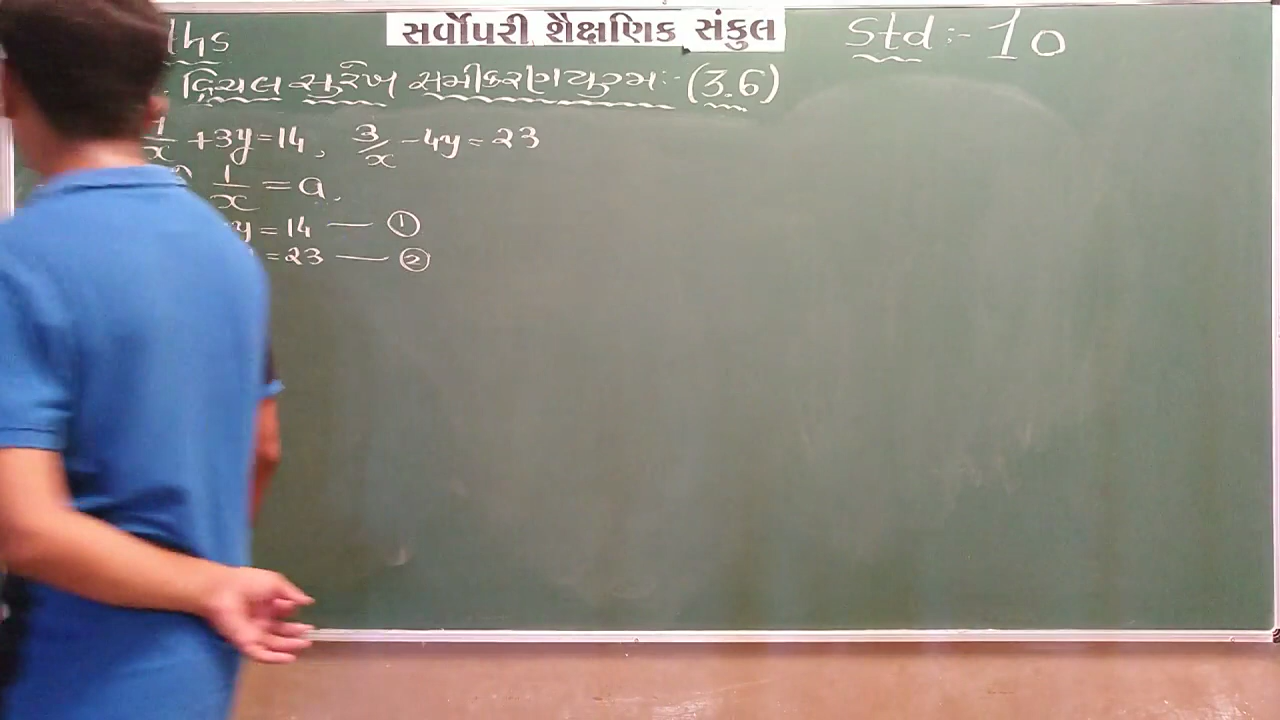 સર્વોપરી શૈક્ષણિક સંકુલ
ths
Std :- 10
દ્વિચલ સુરેખ સમીકરણયુગ્મ :- (3.6)
/x + 3y = 14, 3/x - 4y = 23
1/x = a.
y = 14 — ①
= 23 — ②